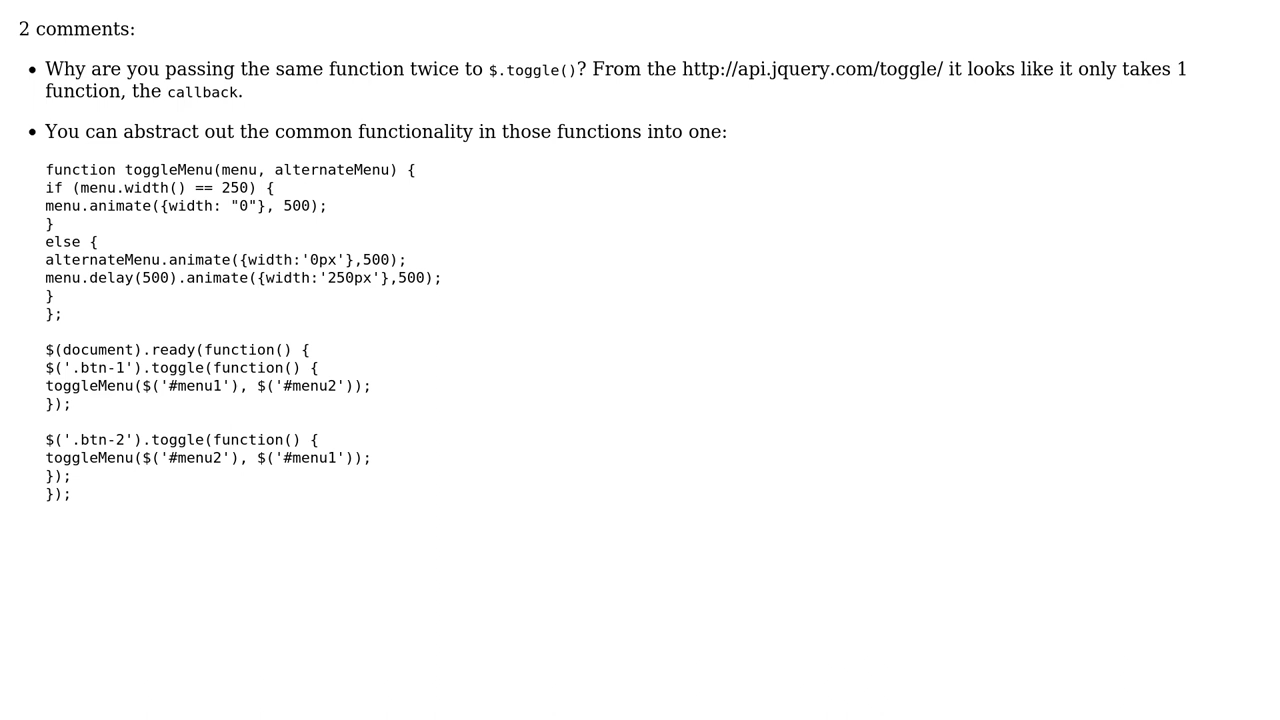 2 comments:
• Why are you passing the same function twice to $.toggle()? From the http://api.jquery.com/toggle/ it looks like it only takes 1
function, the callback.
• You can abstract out the common functionality in those functions into one:
function toggleMenu(menu, alternateMenu) {
if (menu.width() == 250) {
menu.animate({width: "0"}, 500);
}
else {
alternateMenu.animate({width:'0px'},500);
menu.delay(500).animate({width:'250px'},500);
}
};
$(document).ready(function() {
$('.btn-1').toggle(function() {
toggleMenu($('#menu1'), $('#menu2'));
});
$('.btn-2').toggle(function() {
toggleMenu($('#menu2'), $('#menu1'));
});
});